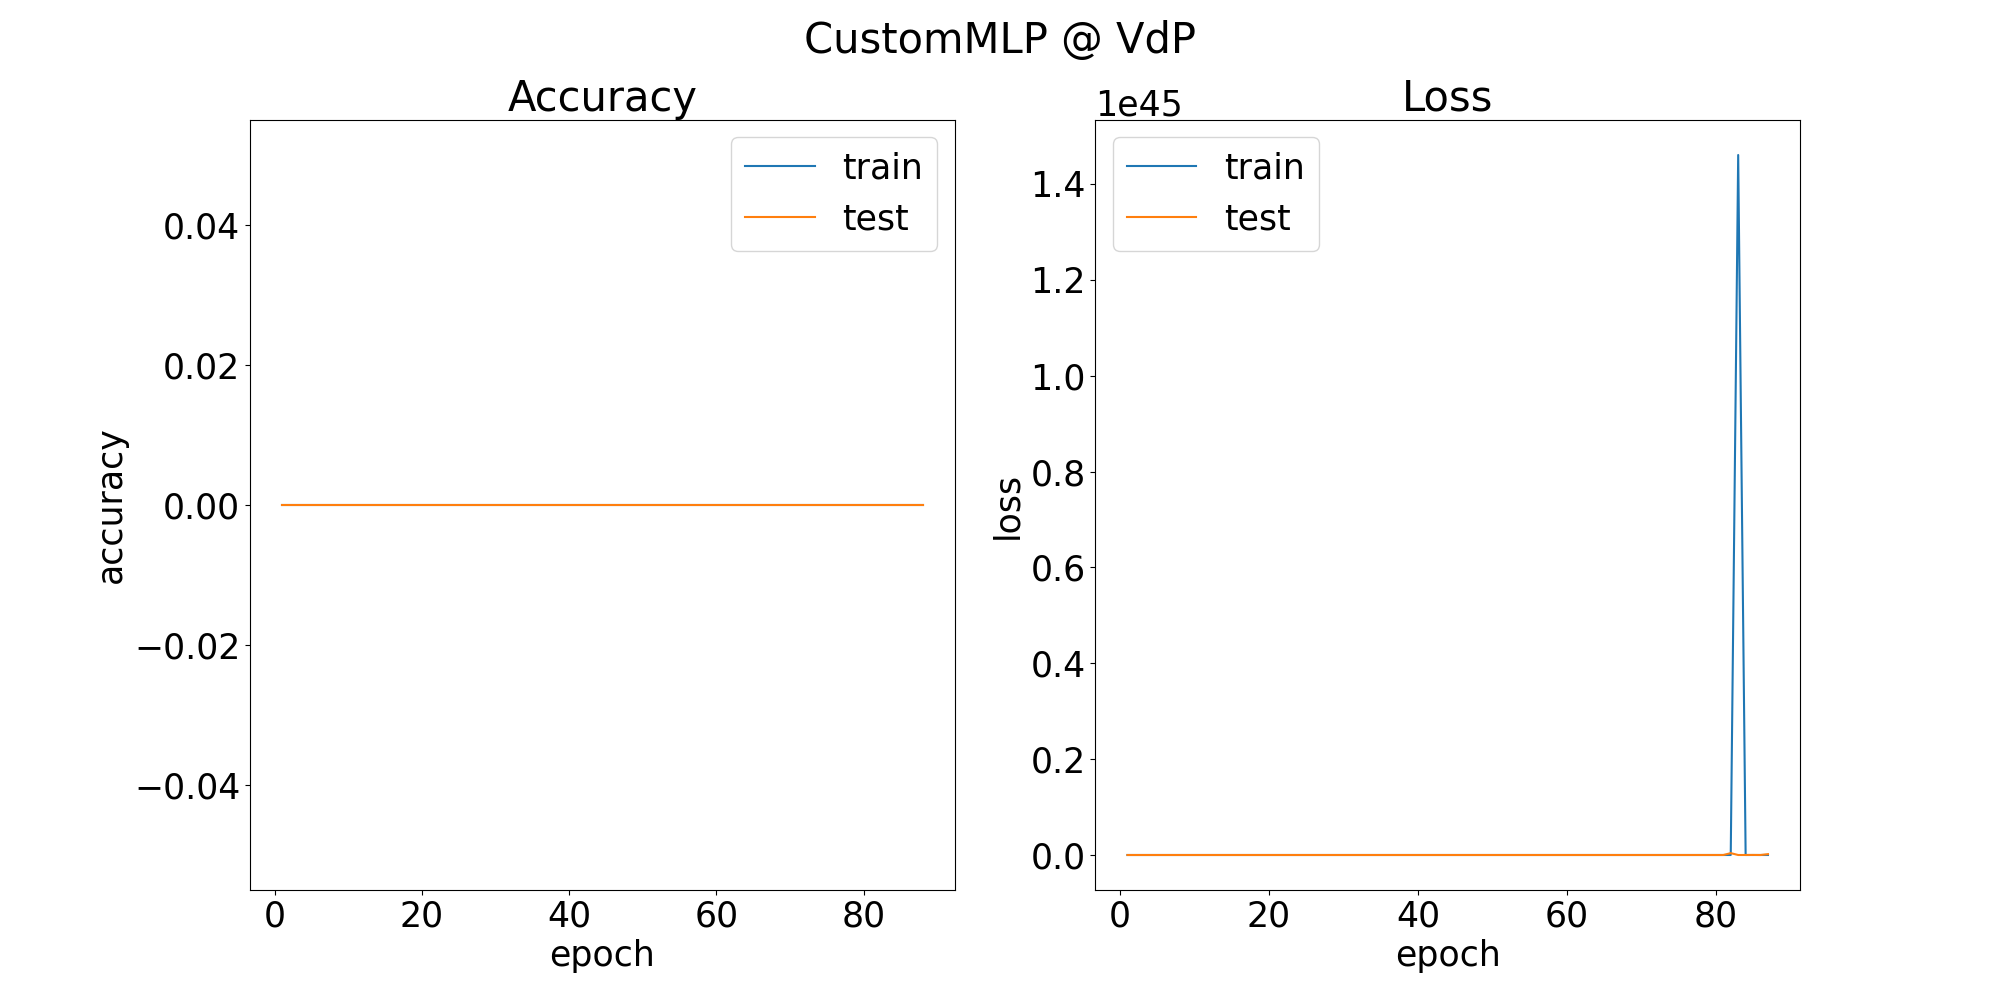 CustomMLP @ VdP
Accuracy
train
test
0.04
0.02
0.00
−0.02
−0.04
accuracy
0 20 40 60 80
epoch
Loss
1e45
train
test
1.4
1.2
1.0
0.8
0.6
0.4
0.2
0.0
loss
0 20 40 60 80
epoch